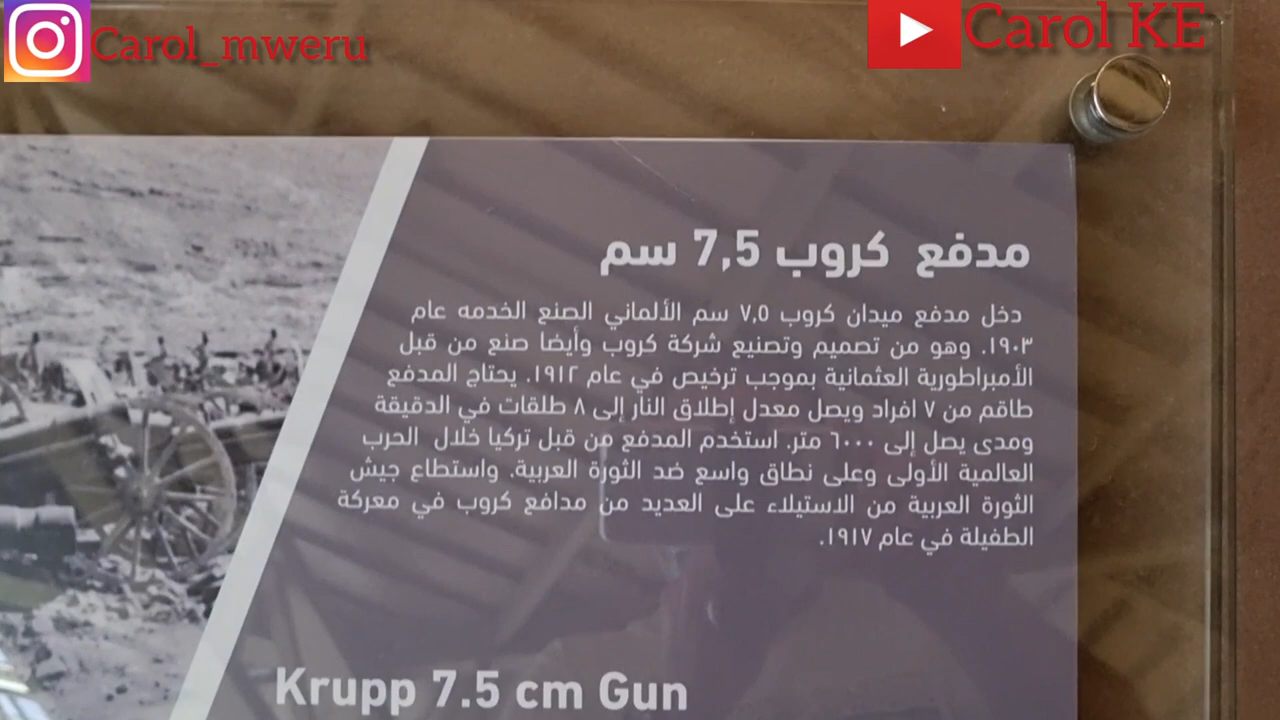 Carol_mweru
Carol KE
مدفع كروب 7,5 سم
دخل مدفع ميدان كروب ٧,٥ سم الألماني الصنع الخدمه عام
١٩٠٣. وهو من تصميم وتصنيع شركة كروب وأيضا صنع من قبل
الأمبراطورية العثمانية بموجب ترخيص في عام ١٩١٢. يحتاج المدفع
طاقم من ٧ افراد ويصل معدل إطلاق النار إلى ٨ طلقات في الدقيقة
ومدى يصل إلى ٦٠٠٠ متر. استخدم المدفع من قبل تركيا خلال الحرب
العالمية الأولى وعلى نطاق واسع ضد الثورة العربية. واستطاع جيش
الثورة العربية من الاستيلاء على العديد من مدافع كروب في معركة
الطفيلة في عام ١٩١٧.
Krupp 7.5 cm Gun